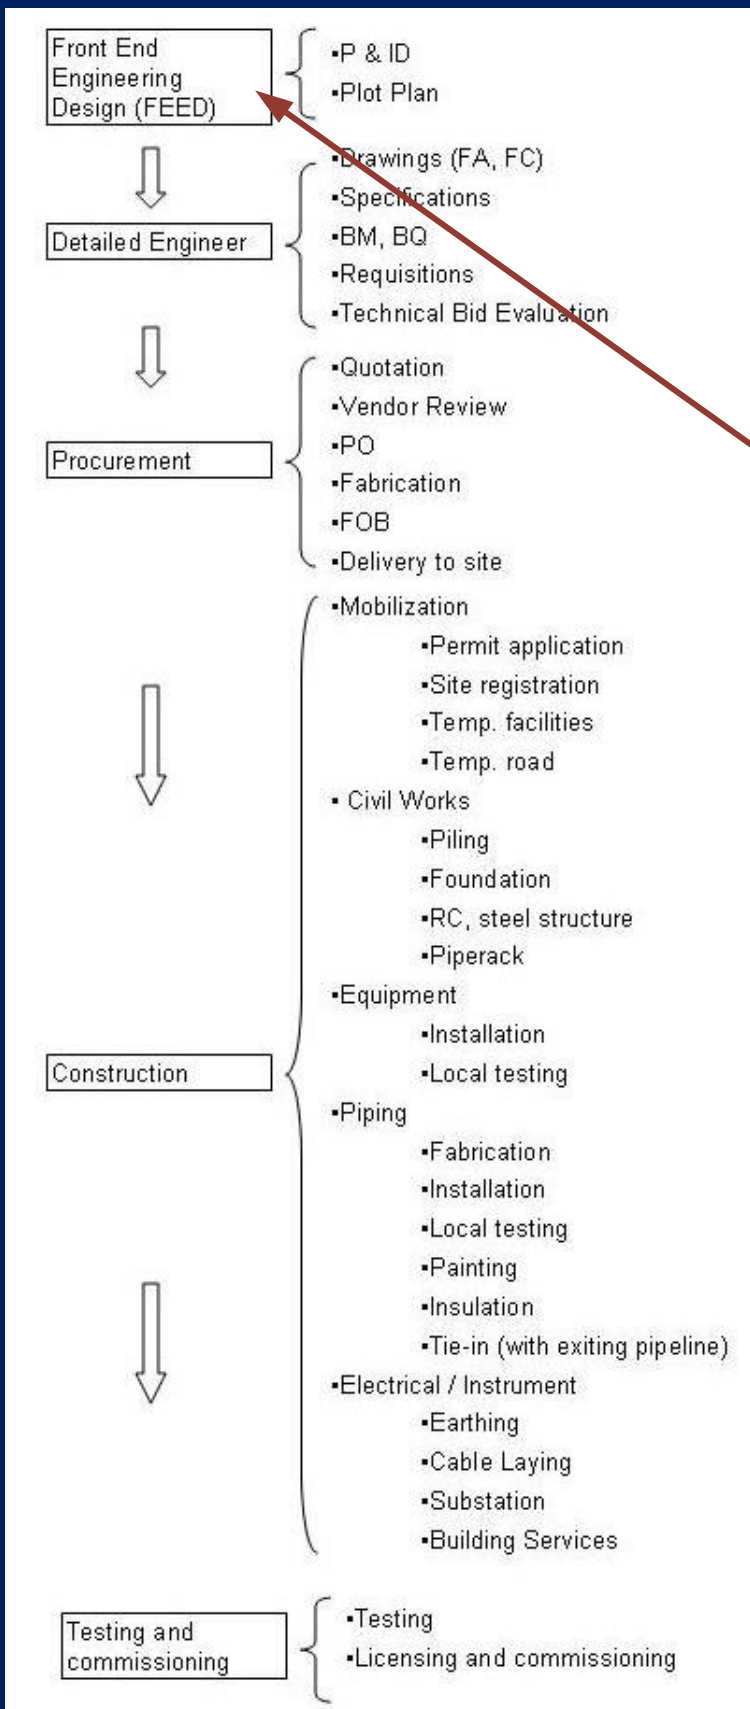 Front End
Engineering
Design (FEED)
▪P & ID
▪Plot Plan
Detailed Engineer
▪Drawings (FA, FC)
▪Specifications
▪BM, BQ
▪Requisitions
▪Technical Bid Evaluation
Procurement
▪Quotation
▪Vendor Review
▪PO
▪Fabrication
▪FOB
▪Delivery to site
Construction
▪Mobilization
▪Permit application
▪Site registration
▪Temp. facilities
▪Temp. road
▪ Civil Works
▪Piling
▪Foundation
▪RC, steel structure
▪Piperack
▪Equipment
▪Installation
▪Local testing
▪Piping
▪Fabrication
▪Installation
▪Local testing
▪Painting
▪Insulation
▪Tie-in (with exiting pipeline)
▪Electrical / Instrument
▪Earthing
▪Cable Laying
▪Substation
▪Building Services
Testing and
commissioning
▪Testing
▪Licensing and commissioning